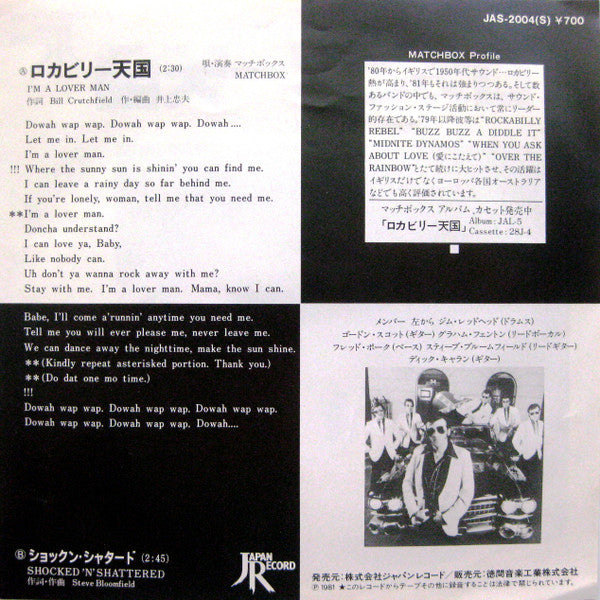 Ⓐロカビリー天国 (2:30)
唄・演奏 マッチボックス
MATCHBOX
I'M A LOVER MAN
作詞 Bill Crutchfield 作・編曲 井上忠夫
Dowah wap wap. Dowah wap wap. Dowah....
Let me in. Let me in.
I'm a lover man.
!!! Where the sunny sun is shinin' you can find me.
I can leave a rainy day so far behind me.
If you're lonely, woman, tell me that you need me.
**I'm a lover man.
Doncha understand?
I can love ya, Baby,
Like nobody can.
Uh don't ya wanna rock away with me?
Stay with me. I'm a lover man. Mama, know I can.
JAS-2004(S) ¥700
MATCHBOX Profile
'80年からイギリスで1950年代サウンド…ロカビリー
熱が高まり、'81年もそれは強まりつつある。そして数
あるバンドの中でも、マッチボックスは、サウンド・
ファッション・ステージ活動において常にリーダー
的存在である。'79年以降彼等は"ROCKABILLY
REBEL" "BUZZ BUZZ A DIDDLE IT"
"MIDNITE DYNAMOS" "WHEN YOU ASK
ABOUT LOVE (愛にこたえて)" "OVER THE
RAINBOW"とたて続けに大ヒットさせ、その活躍は
イギリスだけでなくヨーロッパ各国オーストラリア
などでも高く評価されています。
マッチボックス アルバム、カセット発売中
「ロカビリー天国」Album : JAL-5
Cassette : 28J-4
Babe, I'll come a'runnin' anytime you need me.
Tell me you will ever please me, never leave me.
We can dance away the nighttime, make the sun shine.
**(Kindly repeat asterisked portion. Thank you.)
**(Do dat one mo time.)
!!!
Dowah wap wap. Dowah wap wap. Dowah wap wap.
Dowah wap wap. Dowah wap wap. Dowah....
Ⓑショックン・シャタード (2:45)
SHOCKED 'N' SHATTERED
作詞・作曲 Steve Bloomfield
JAPAN RECORD
メンバー 左から ジム・レッドヘッド(ドラムス)
ゴードン・スコット(ギター) グラハム・フェントン(リードボーカル)
フレッド・ポーク(ベース) スティーブ・ブルームフィールド(リードギター)
ディック・キャラン(ギター)
発売元:株式会社ジャパンレコード/販売元:徳間音楽工業株式会社
Ⓟ1981 ★このレコードからテープその他に録音することは法律で禁じられています。